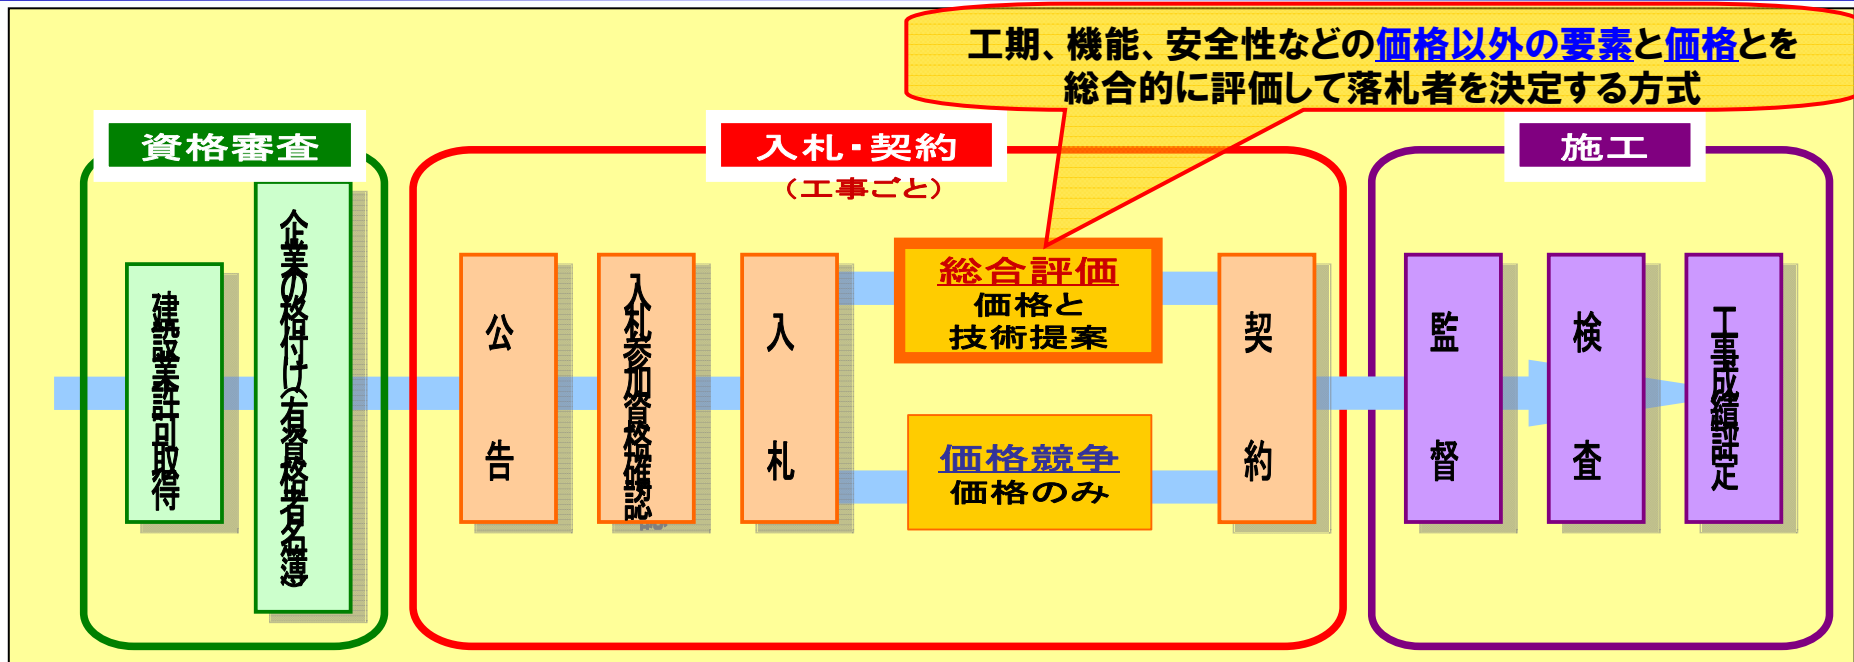 工期、機能、安全性などの価格以外の要素と価格とを
総合的に評価して落札者を決定する方式
資格審査
入札・契約
（工事ごと）
施工
建設業許可取得
企業の格付け（有資格者名簿）
公告
入札参加資格確認
入札
総合評価
価格と
技術提案
価格競争
価格のみ
契約
監督
検査
工事成績評定